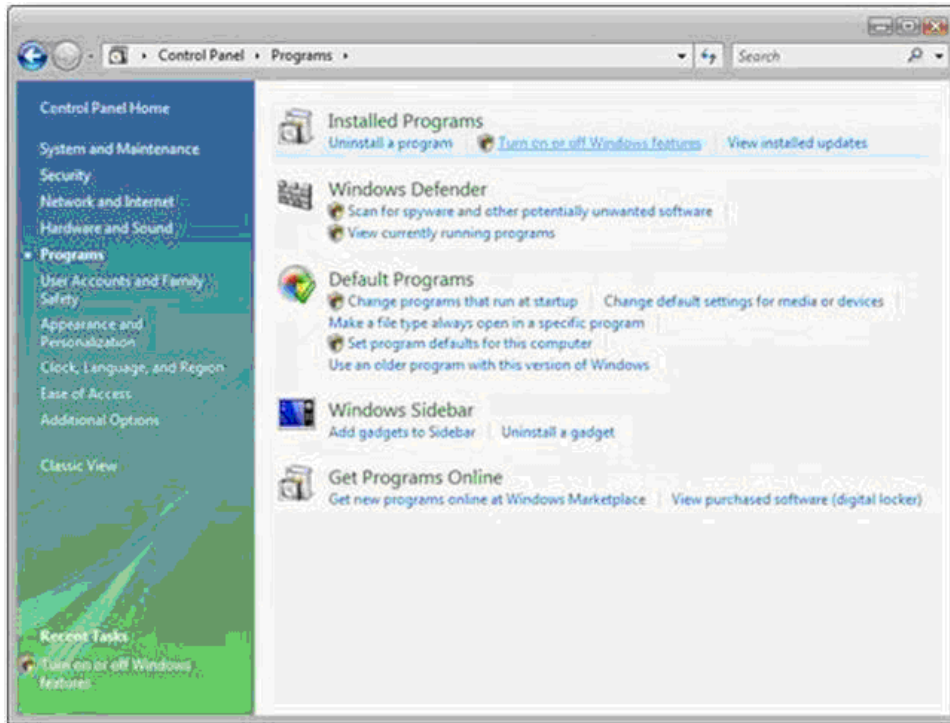 Control Panel Programs
Search
Control Panel Home
System and Maintenance
Security
Network and Internet
Hardware and Sound
Programs
User Accounts and Family
Safety
Appearance and
Personalization
Clock, Language, and Region
Ease of Access
Additional Options
Classic View
Recent Tasks
Turn on or off Windows
features
Installed Programs
Uninstall a program Turn on or off Windows features View installed updates
Windows Defender
Scan for spyware and other potentially unwanted software
View currently running programs
Default Programs
Change programs that run at startup Change default settings for media or devices
Make a file type always open in a specific program
Set program defaults for this computer
Use an older program with this version of Windows
Windows Sidebar
Add gadgets to Sidebar Uninstall a gadget
Get Programs Online
Get new programs online at Windows Marketplace View purchased software (digital locker)